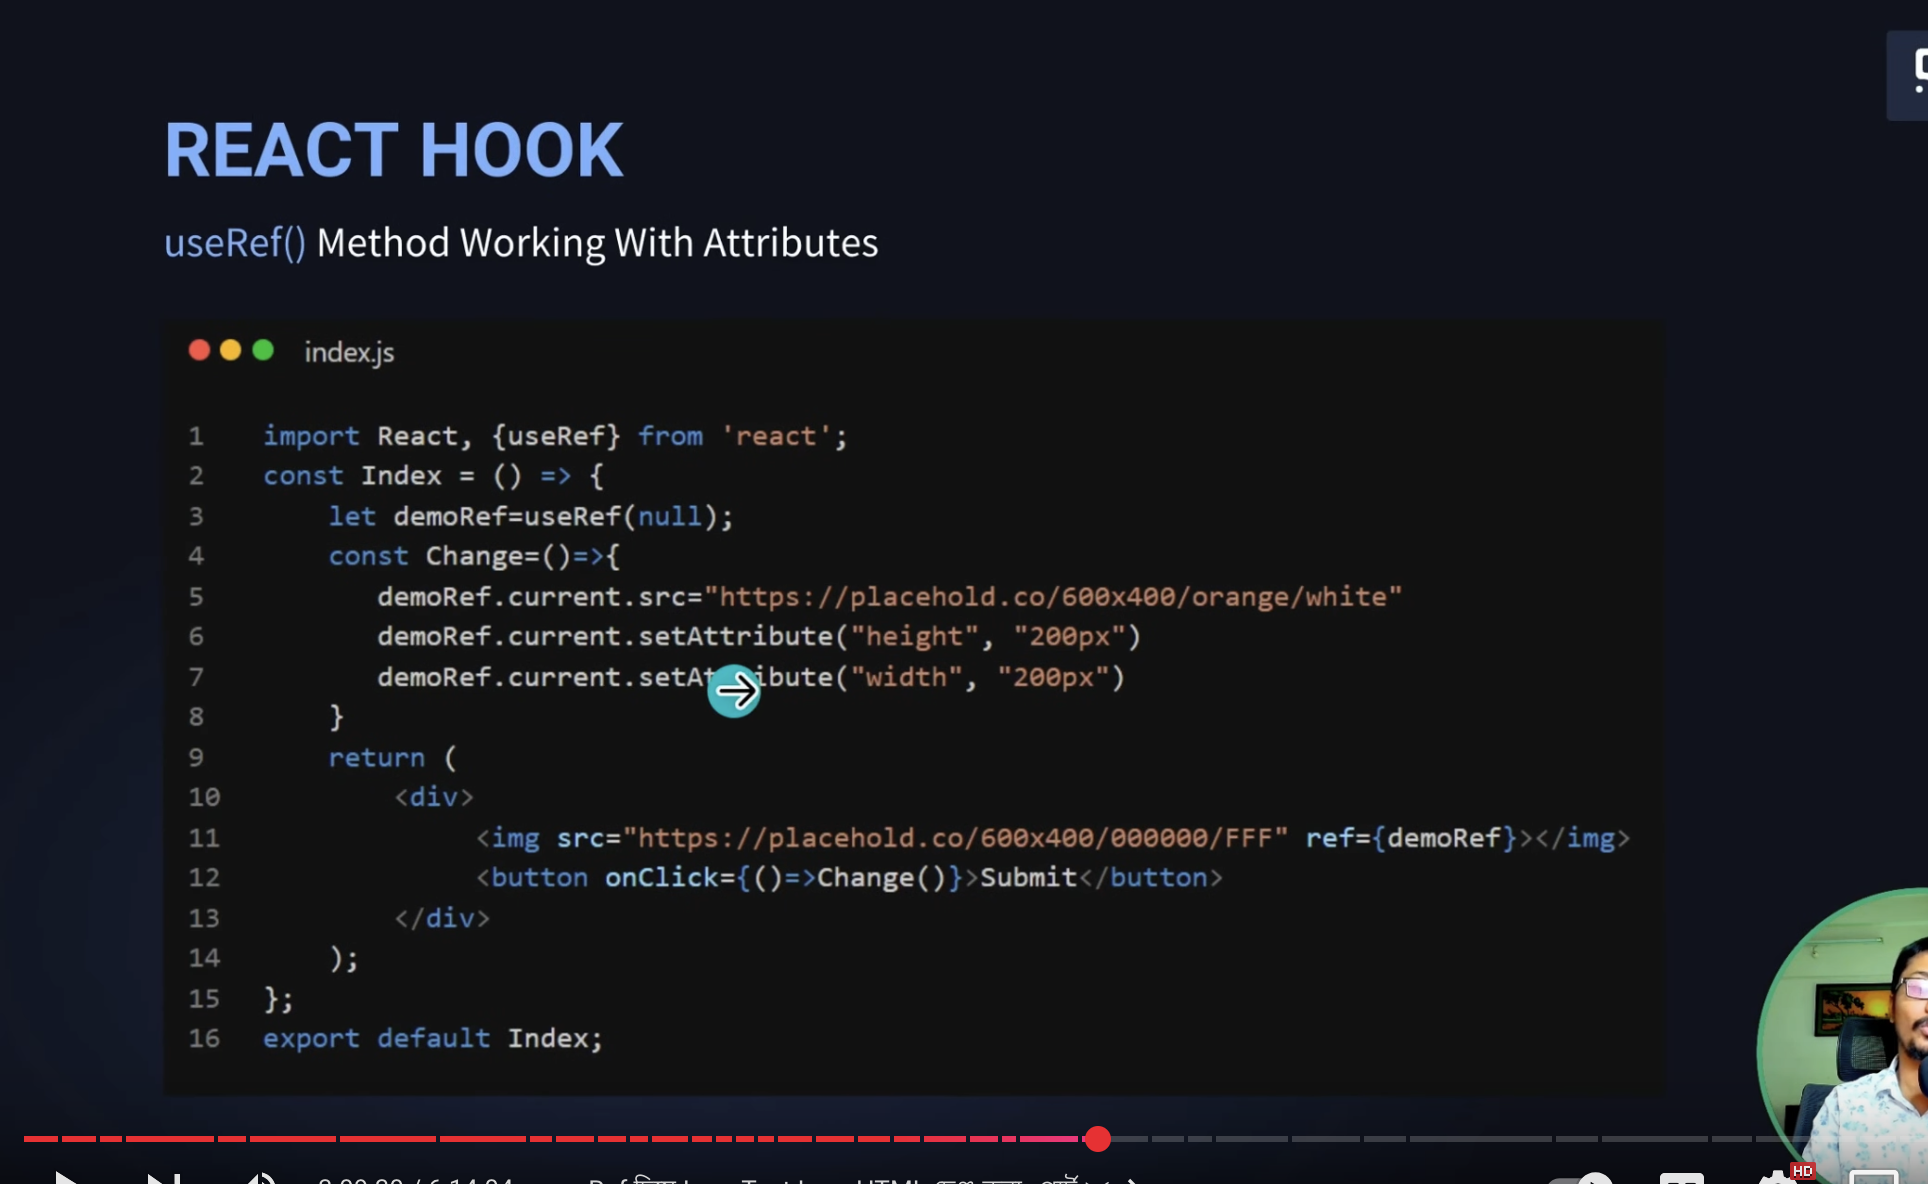 REACT HOOK
useRef() Method Working With Attributes
index.js
1 import React, {useRef} from 'react';
2 const Index = () => {
3 let demoRef=useRef(null);
4 const Change=()=>{
5 demoRef.current.src="https://placehold.co/600x400/orange/white"
6 demoRef.current.setAttribute("height", "200px")
7 demoRef.current.setAttribute("width", "200px")
8 }
9 return (
10 <div>
11 <img src="https://placehold.co/600x400/000000/FFF" ref={demoRef}></img>
12 <button onClick={()=>Change()}>Submit</button>
13 </div>
14 );
15 };
16 export default Index;
HD